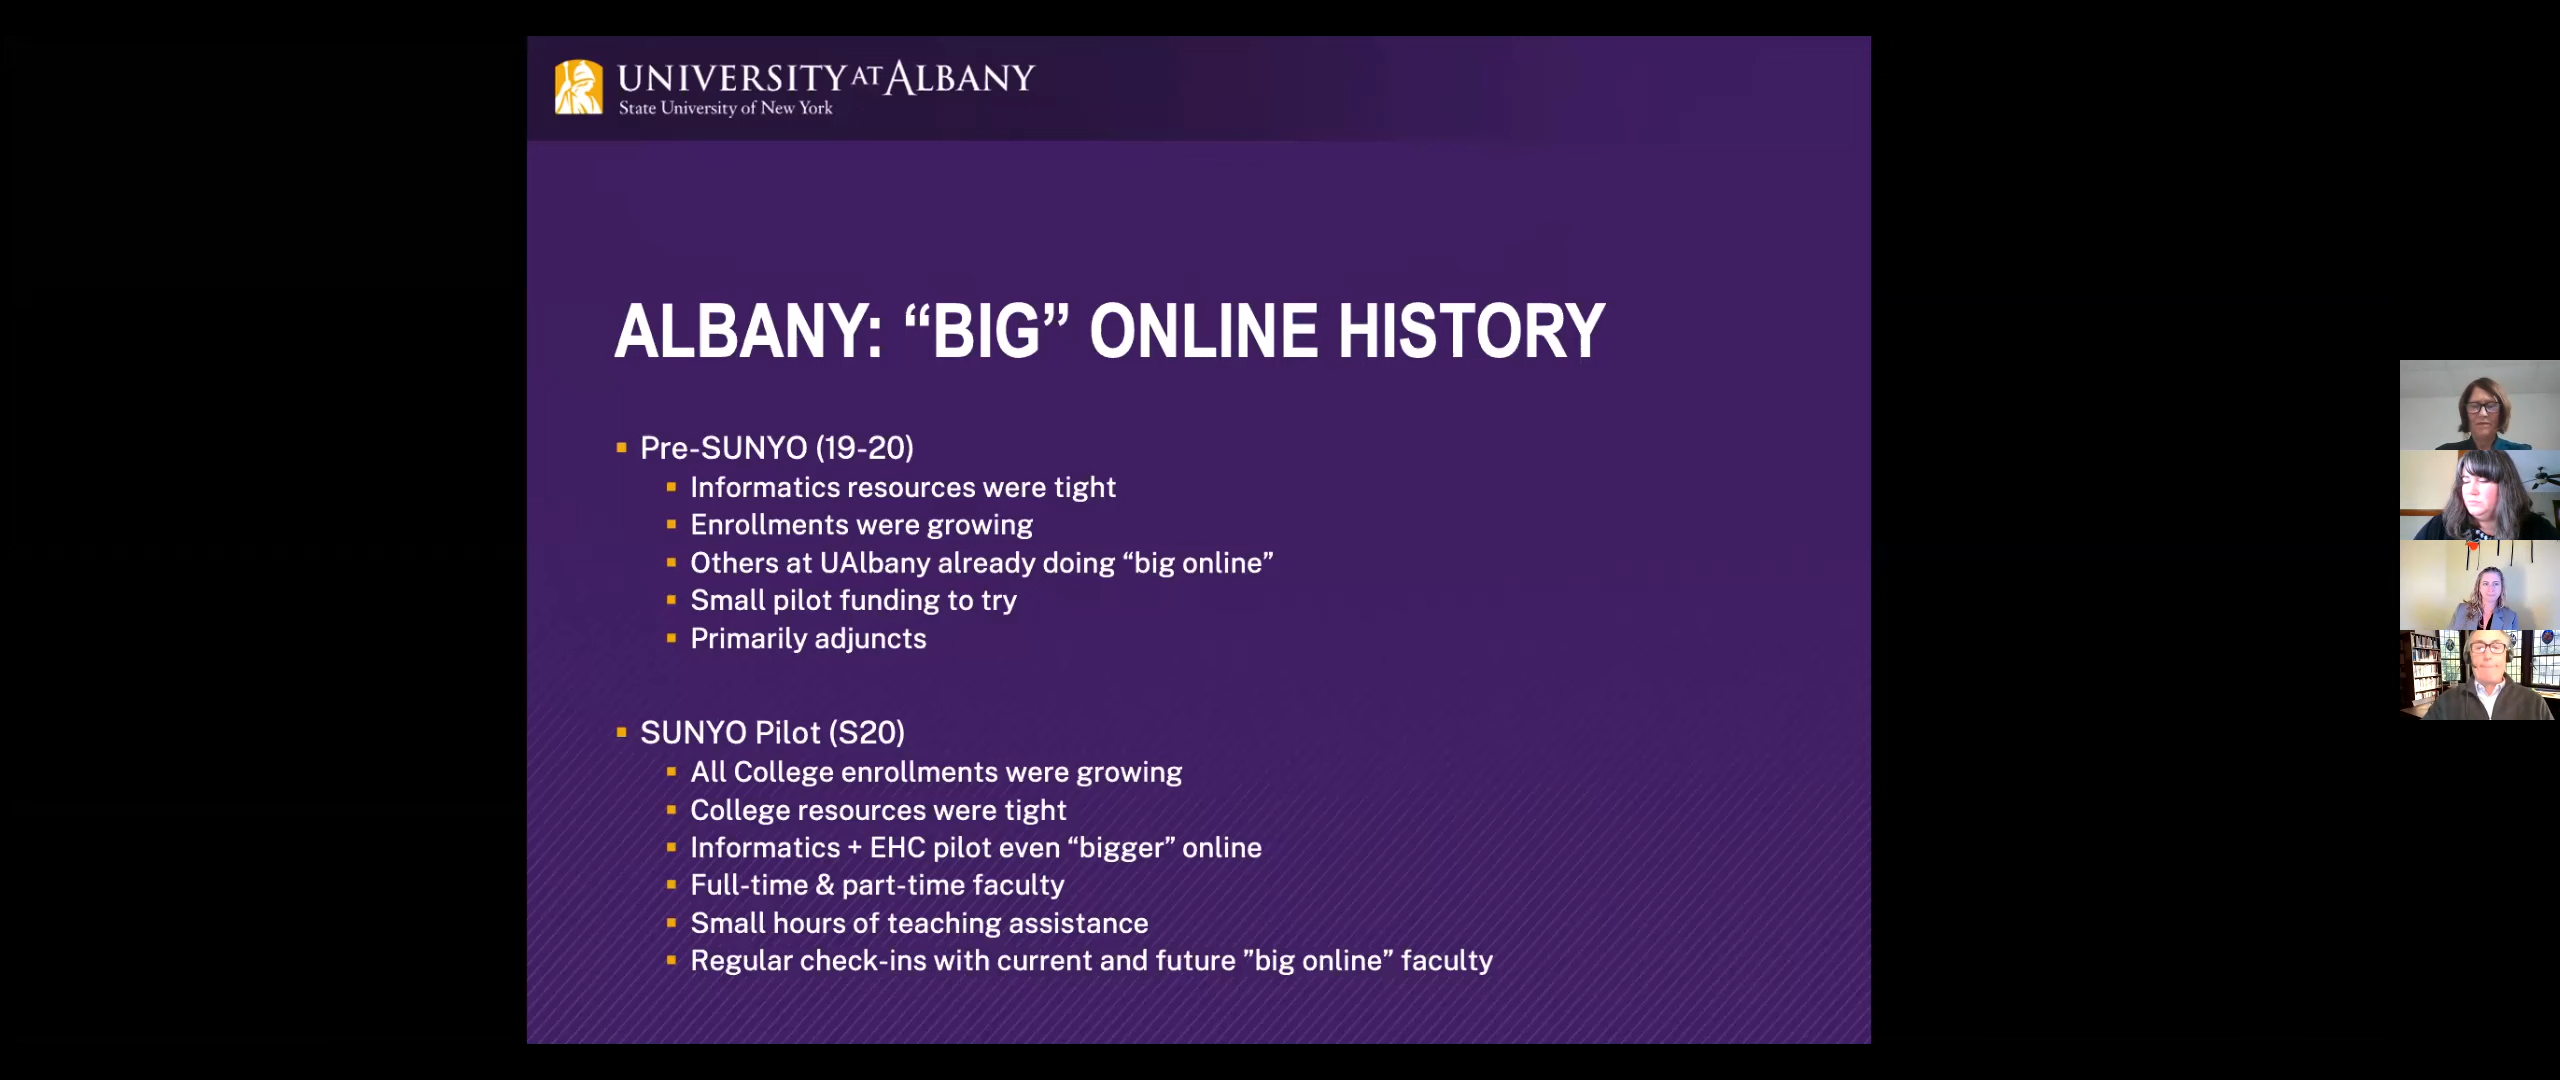 UNIVERSITY AT ALBANY
State University of New York
ALBANY: “BIG” ONLINE HISTORY
Pre-SUNYO (19-20)
Informatics resources were tight
Enrollments were growing
Others at UAlbany already doing “big online”
Small pilot funding to try
Primarily adjuncts
SUNYO Pilot (S20)
All College enrollments were growing
College resources were tight
Informatics + EHC pilot even “bigger” online
Full-time & part-time faculty
Small hours of teaching assistance
Regular check-ins with current and future ”big online” faculty